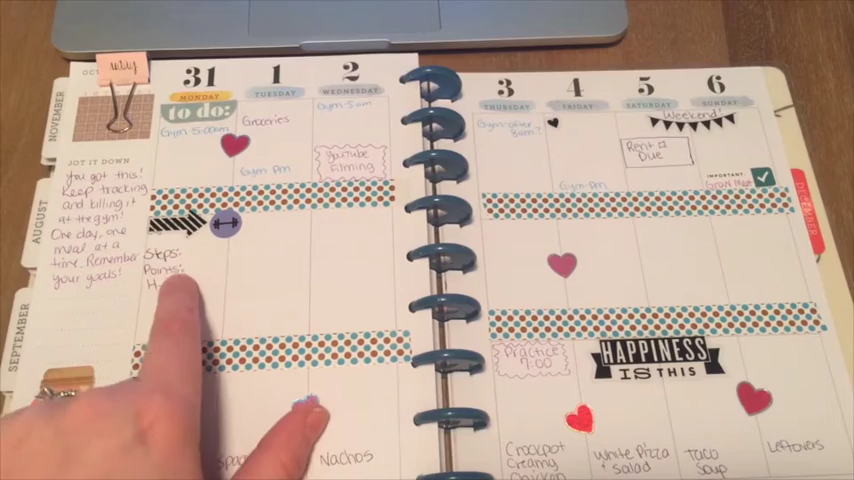 31
MONDAY
to do:
Gym-5:00am
1
TUESDAY
Groceries
Gym Pm
2
WEDNESDAY
Gym-5am
YouTube
Filming
3
THURSDAY
Gym-after
8am?
4
FRIDAY
Gym-Pm
5
SATURDAY
6
SUNDAY
Weekend!
Rent
Due
IMPORTANT
NOVEMBER
AUGUST
SEPTEMBER
DECEMBER
JOT IT DOWN
You got this!
Keep tracking
and killing it
at the gym!
One day, one
meal at a
time. Remember
your goals!
Steps:
Points:
Practice
7:00
HAPPINESS
IS THIS
Nachos
Crockpot
Creamy
Chicken
White Pizza
+ Salad
Taco
Soup
Leftovers